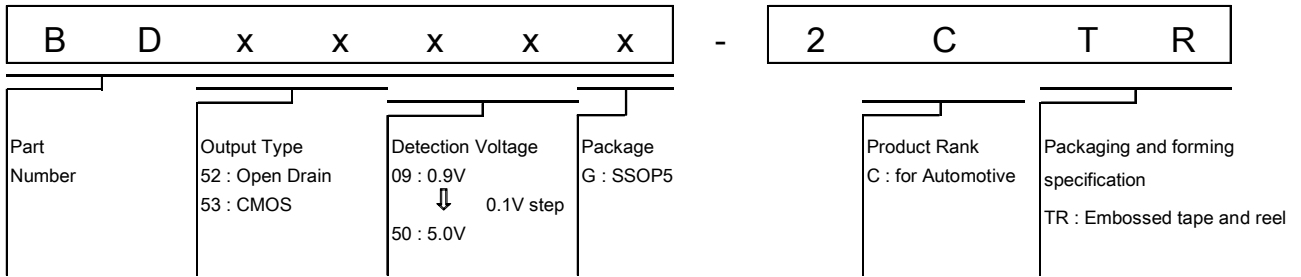 B D x x x x x - 2 C T R
Part
Number
Output Type
52 : Open Drain
53 : CMOS
Detection Voltage
09 : 0.9V
⇩ 0.1V step
50 : 5.0V
Package
G : SSOP5
Product Rank
C : for Automotive
Packaging and forming
specification
TR : Embossed tape and reel